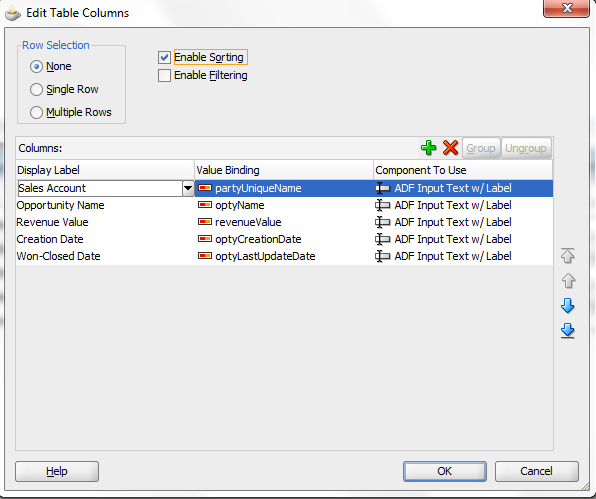 Edit Table Columns
Row Selection
None
Single Row
Multiple Rows
Enable Sorting
Enable Filtering
Columns:
Group
Ungroup
Display Label Value Binding Component To Use
Sales Account partyUniqueName ADF Input Text w/ Label
Opportunity Name optyName ADF Input Text w/ Label
Revenue Value revenueValue ADF Input Text w/ Label
Creation Date optyCreationDate ADF Input Text w/ Label
Won-Closed Date optyLastUpdateDate ADF Input Text w/ Label
Help
OK
Cancel